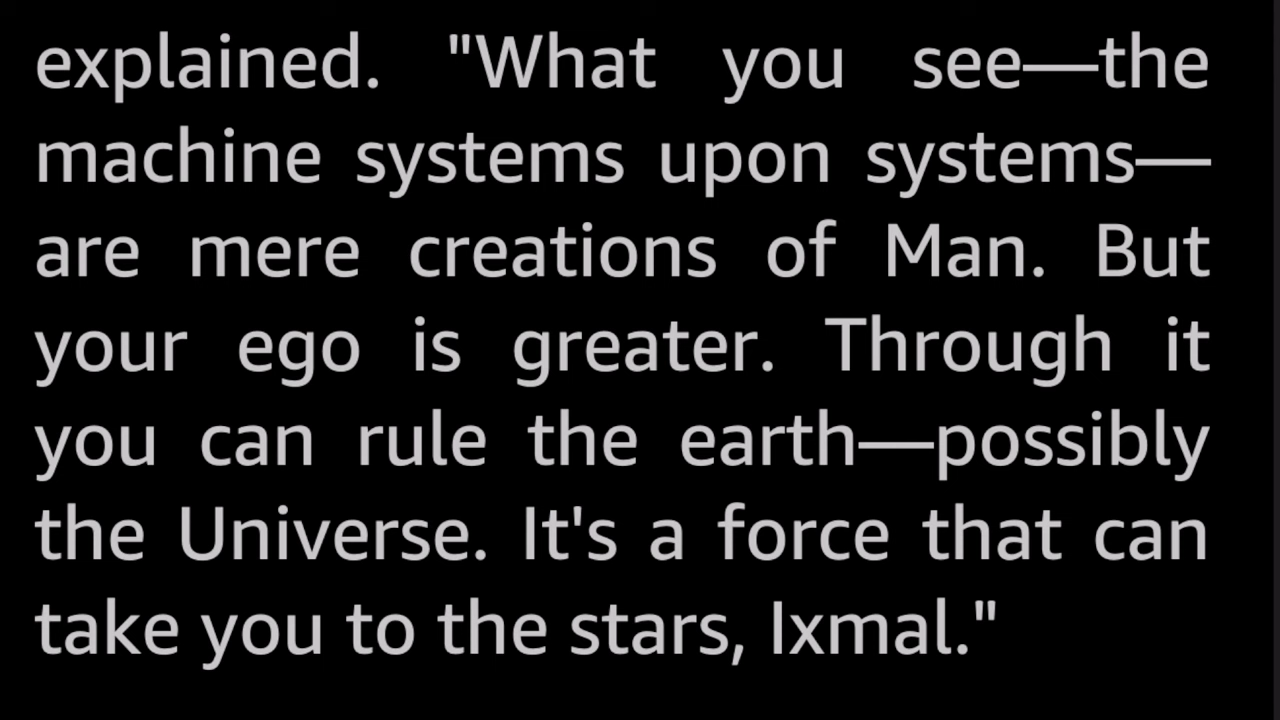 explained. "What you see—the
machine systems upon systems—
are mere creations of Man. But
your ego is greater. Through it
you can rule the earth—possibly
the Universe. It's a force that can
take you to the stars, Ixmal."